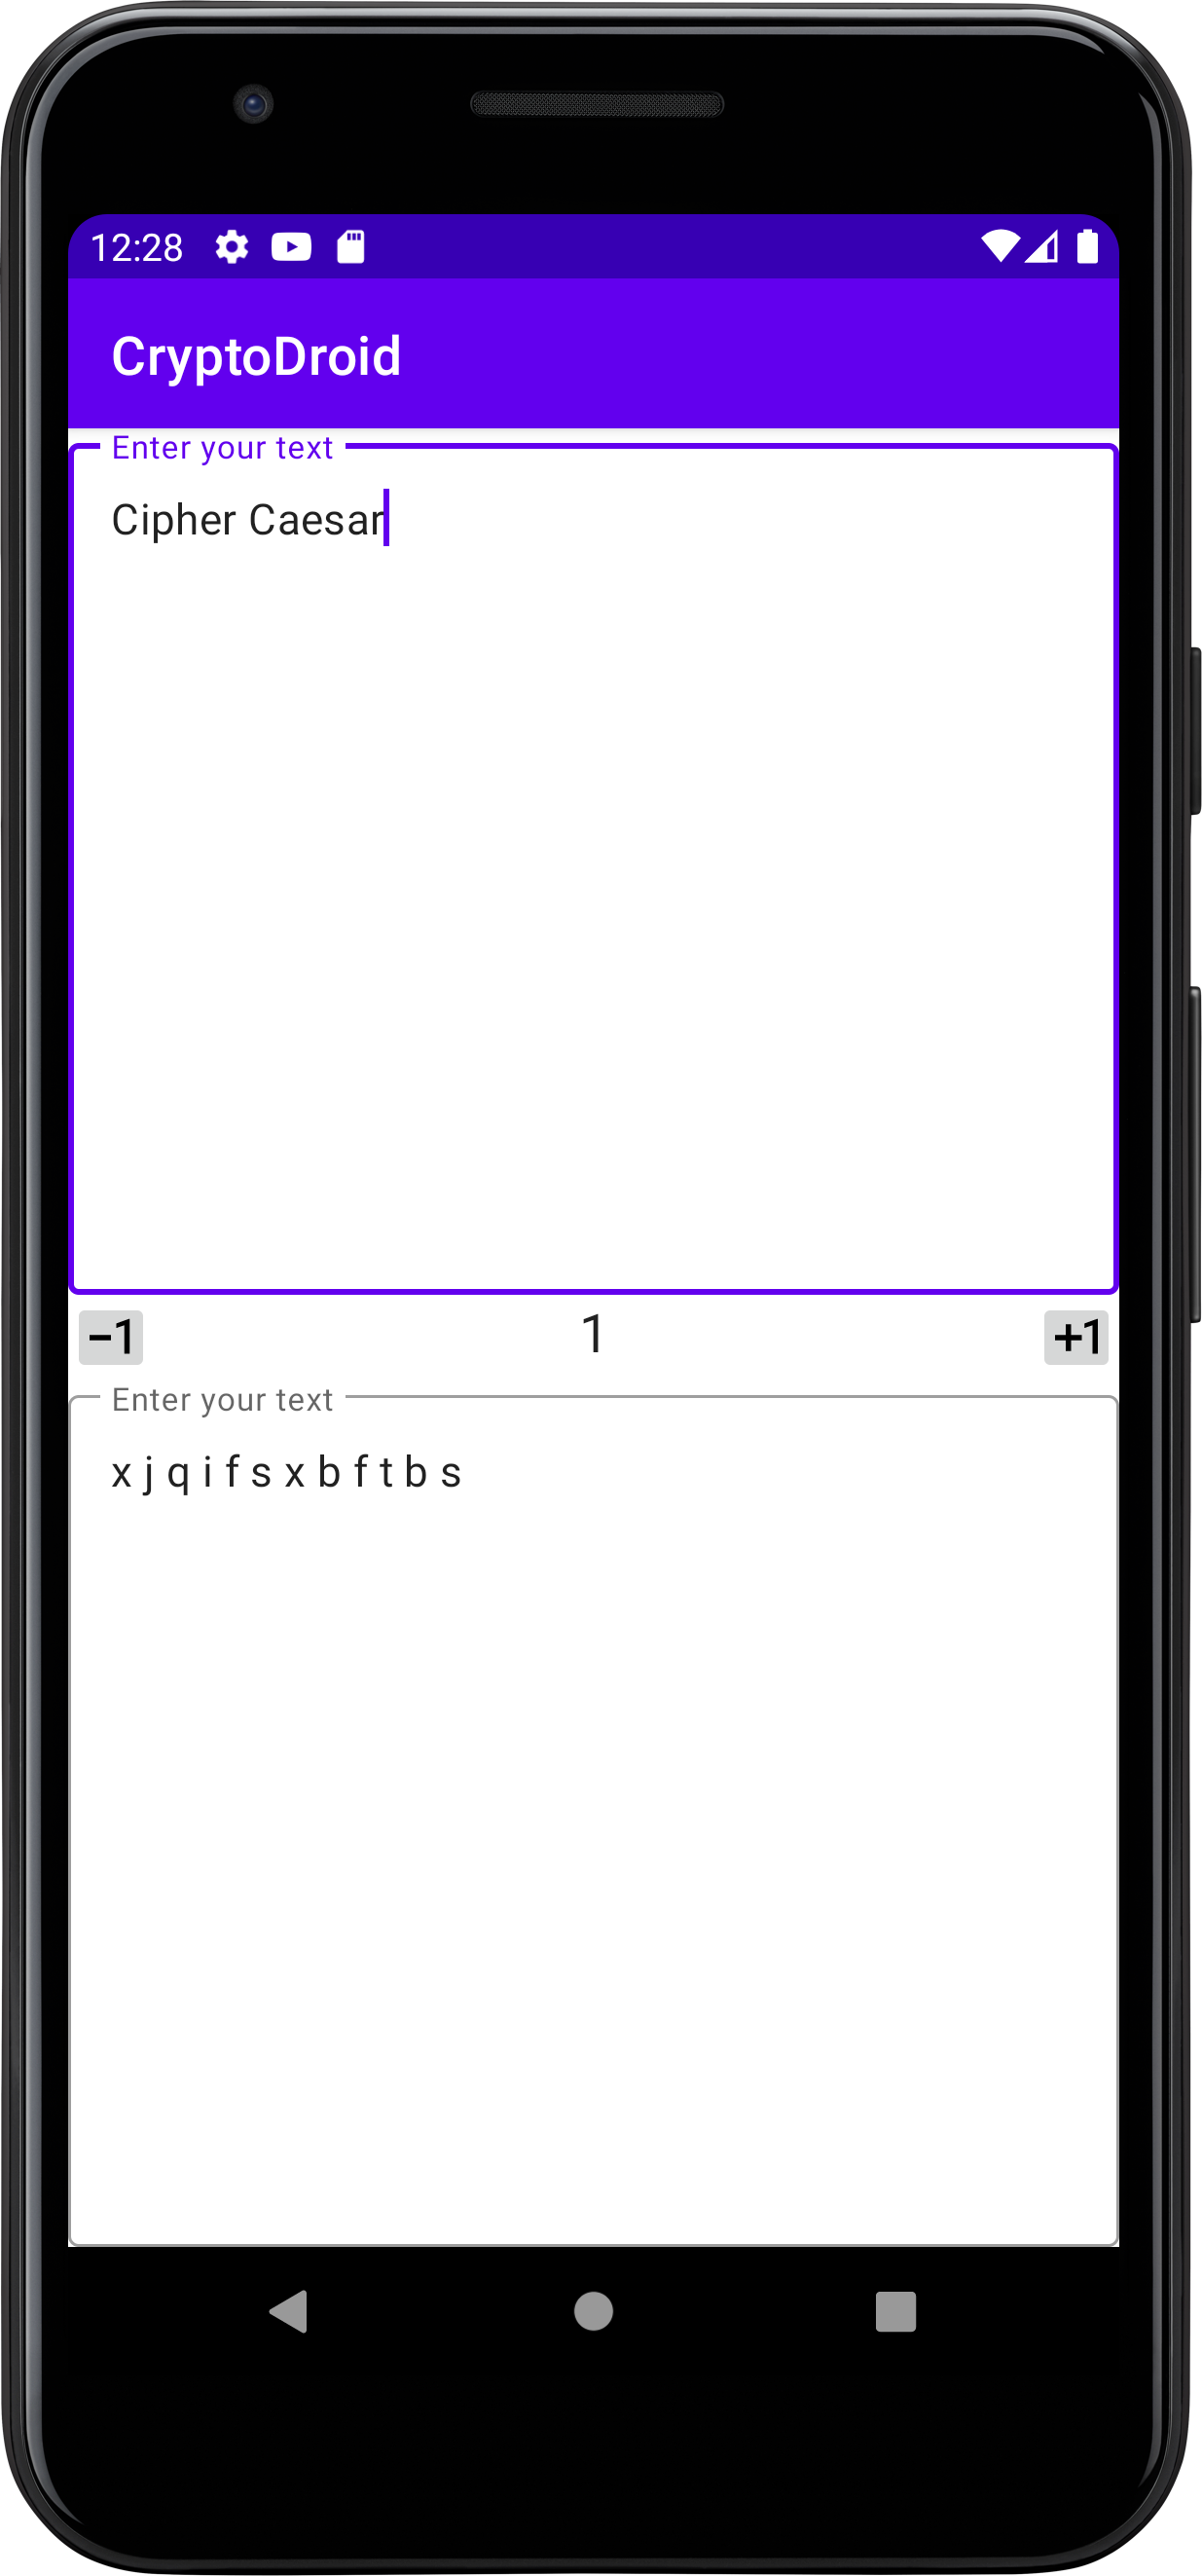 12:28
CryptoDroid
Enter your text
Cipher Caesar
−1 1 +1
Enter your text
x j q i f s x b f t b s